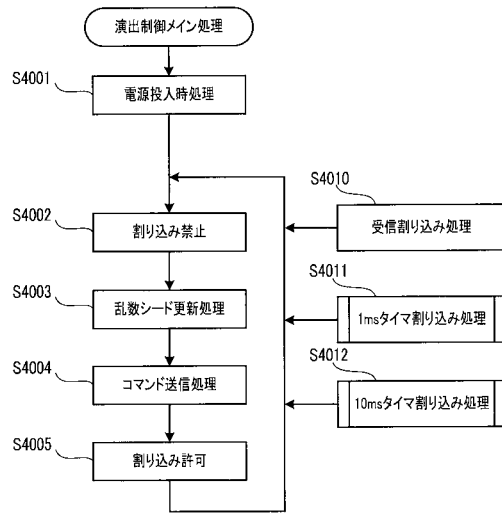 演出制御メイン処理
S4001
電源投入時処理
S4002
割り込み禁止
S4003
乱数シード更新処理
S4004
コマンド送信処理
S4005
割り込み許可
S4010
受信割り込み処理
S4011
1msタイマ割り込み処理
S4012
10msタイマ割り込み処理